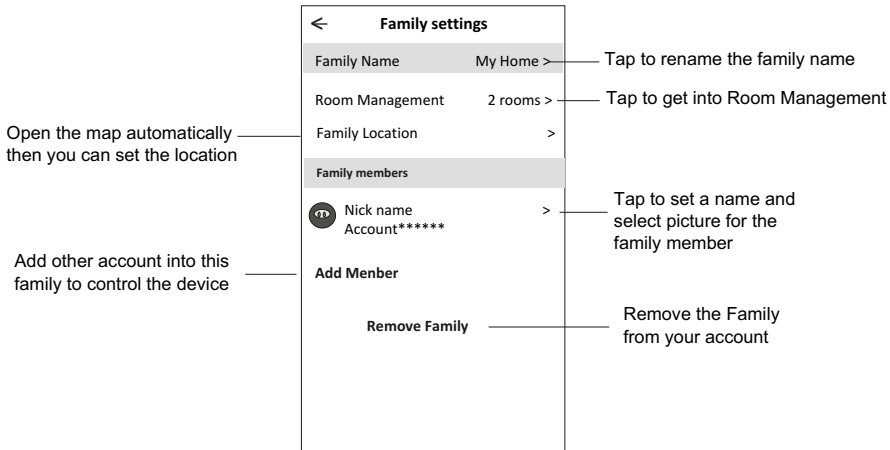 ← Family settings
Family Name My Home >
Tap to rename the family name
Room Management 2 rooms >
Tap to get into Room Management
Open the map automatically
then you can set the location
Family Location >
Family members
Nick name >
Account******
Tap to set a name and
select picture for the
family member
Add other account into this
family to control the device
Add Menber
Remove Family
Remove the Family
from your account